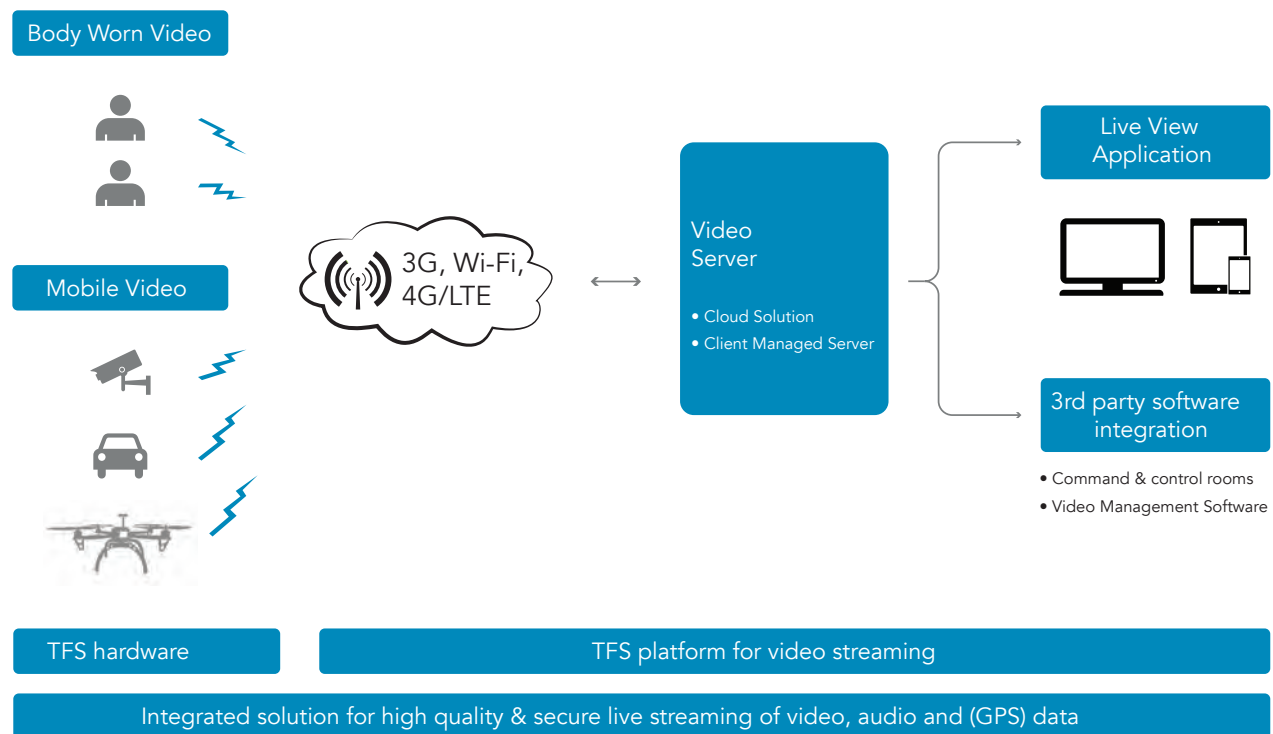 Body Worn Video
Mobile Video
3G, Wi-Fi,
4G/LTE
Video
Server
• Cloud Solution
• Client Managed Server
Live View
Application
3rd party software
integration
• Command & control rooms
• Video Management Software
TFS hardware
TFS platform for video streaming
Integrated solution for high quality & secure live streaming of video, audio and (GPS) data